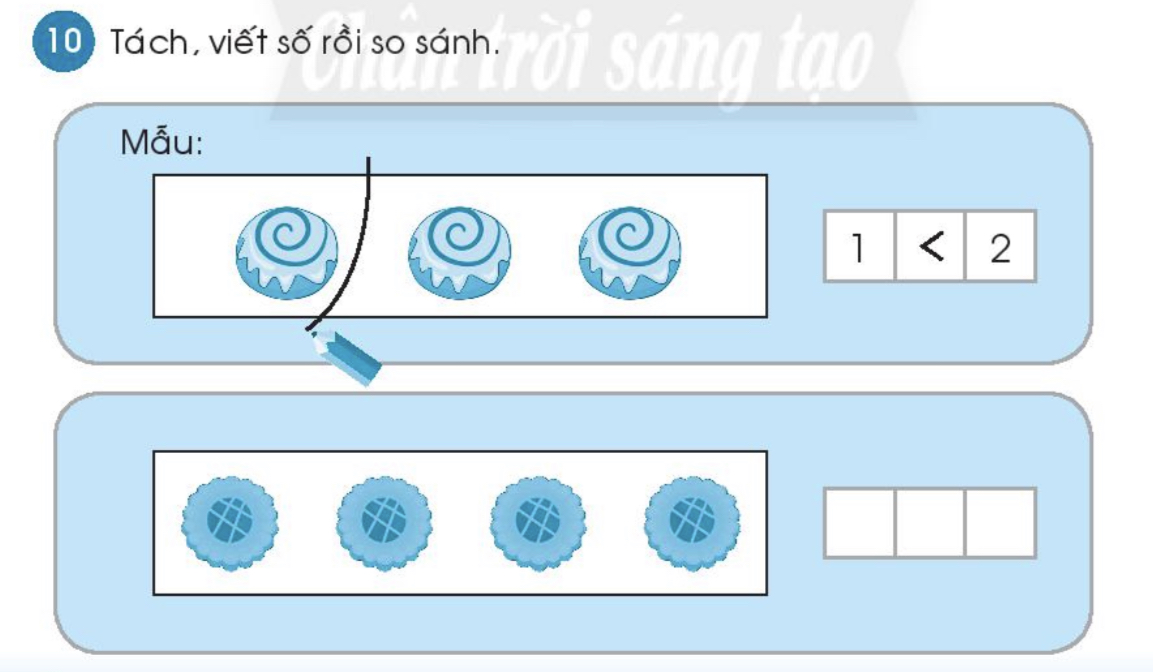 Chân trời sáng tạo
10 Tách, viết số rồi so sánh.
Mẫu:
1 < 2